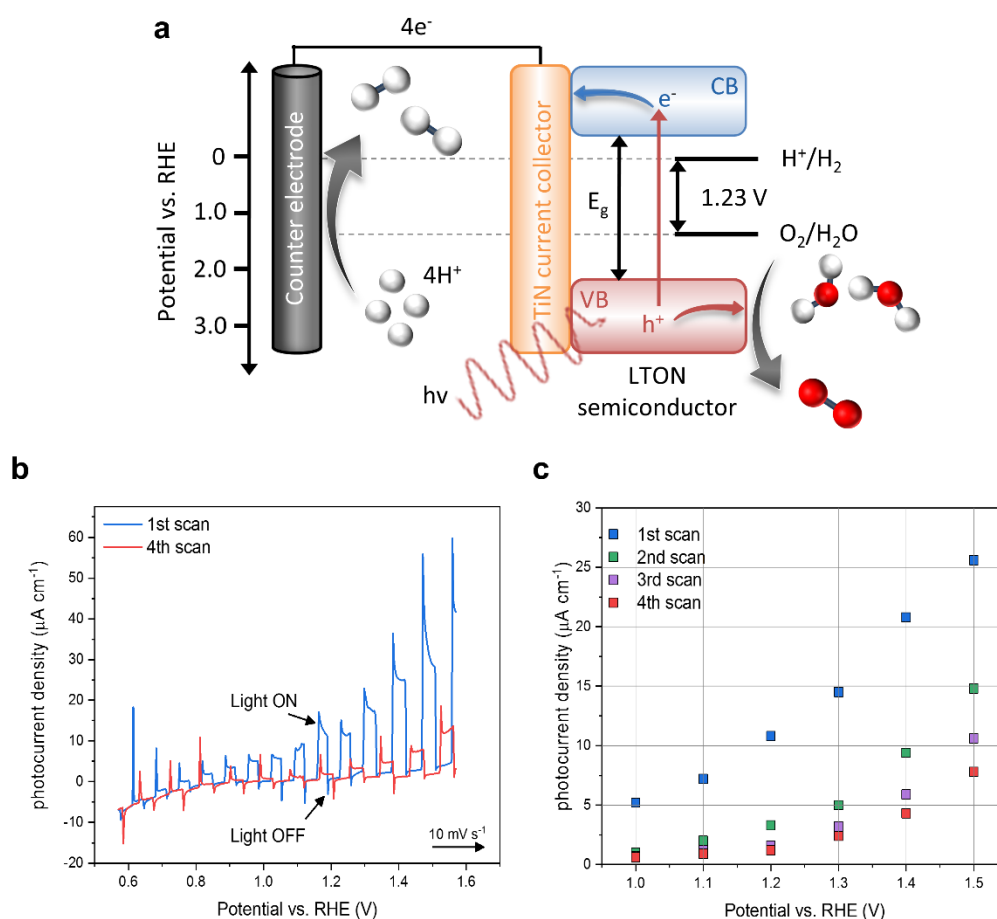 a
4e⁻
Counter electrode
Potential vs. RHE
0
1.0
2.0
3.0
4H⁺
TiN current collector
CB
e⁻
E_g
H⁺/H₂
1.23 V
O₂/H₂O
VB
h⁺
hν
LTON
semiconductor
b
photocurrent density (μA cm⁻¹)
60
50
40
30
20
10
0
-10
-20
1st scan
4th scan
Light ON
Light OFF
10 mV s⁻¹
0.6
0.8
1.0
1.2
1.4
1.6
Potential vs. RHE (V)
c
photocurrent density (μA cm⁻¹)
30
25
20
15
10
5
0
1st scan
2nd scan
3rd scan
4th scan
1.0
1.1
1.2
1.3
1.4
1.5
Potential vs. RHE (V)